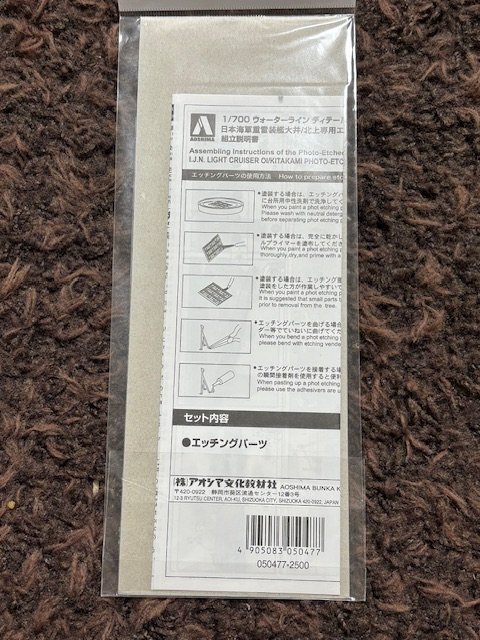 AOSHIMA
1/700 ウォーターライン ディテール
日本海軍重雷装艦大井/北上専用エ
組立説明書
Assembling Instructions of the Photo-Etched
I.J.N. LIGHT CRUISER OI/KITAKAMI PHOTO-ETC
エッチングパーツの使用方法 How to prepare etc
●塗装する場合は、エッチングパ
に台所用中性洗剤で洗浄してく
When you paint a phot etching p
Please wash with neutral deterg
before separating phot etching p
●塗装する場合は、完全に乾かし
ルプライマーを塗布してくださ
When you paint a phot etching p
thoroughly,dry,and prime with a
●塗装する場合は、エッチング部
塗装をした方が作業しやすいで
When you paint a phot etching p
It is suggested that small parts b
prior to removal from the tree.
●エッチングパーツを曲げる場合
ダー等でていねいに曲げてくだ
When you bend a phot etching p
please bend with etching vende
●エッチングパーツを接着する場
の瞬間接着剤を使用すると便利
When pasting up a phot etching p
please use the adhesivers are us
セット内容
●エッチングパーツ
(株)アオシマ文化教材社 AOSHIMA BUNKA K
〒420-0922 静岡市葵区流通センター12番3号
12-3 RYUTSU CENTER, AOI-KU, SHIZUOKA CITY, SHIZUOKA 420-0922, JAPAN
4 905083 050477
050477-2500